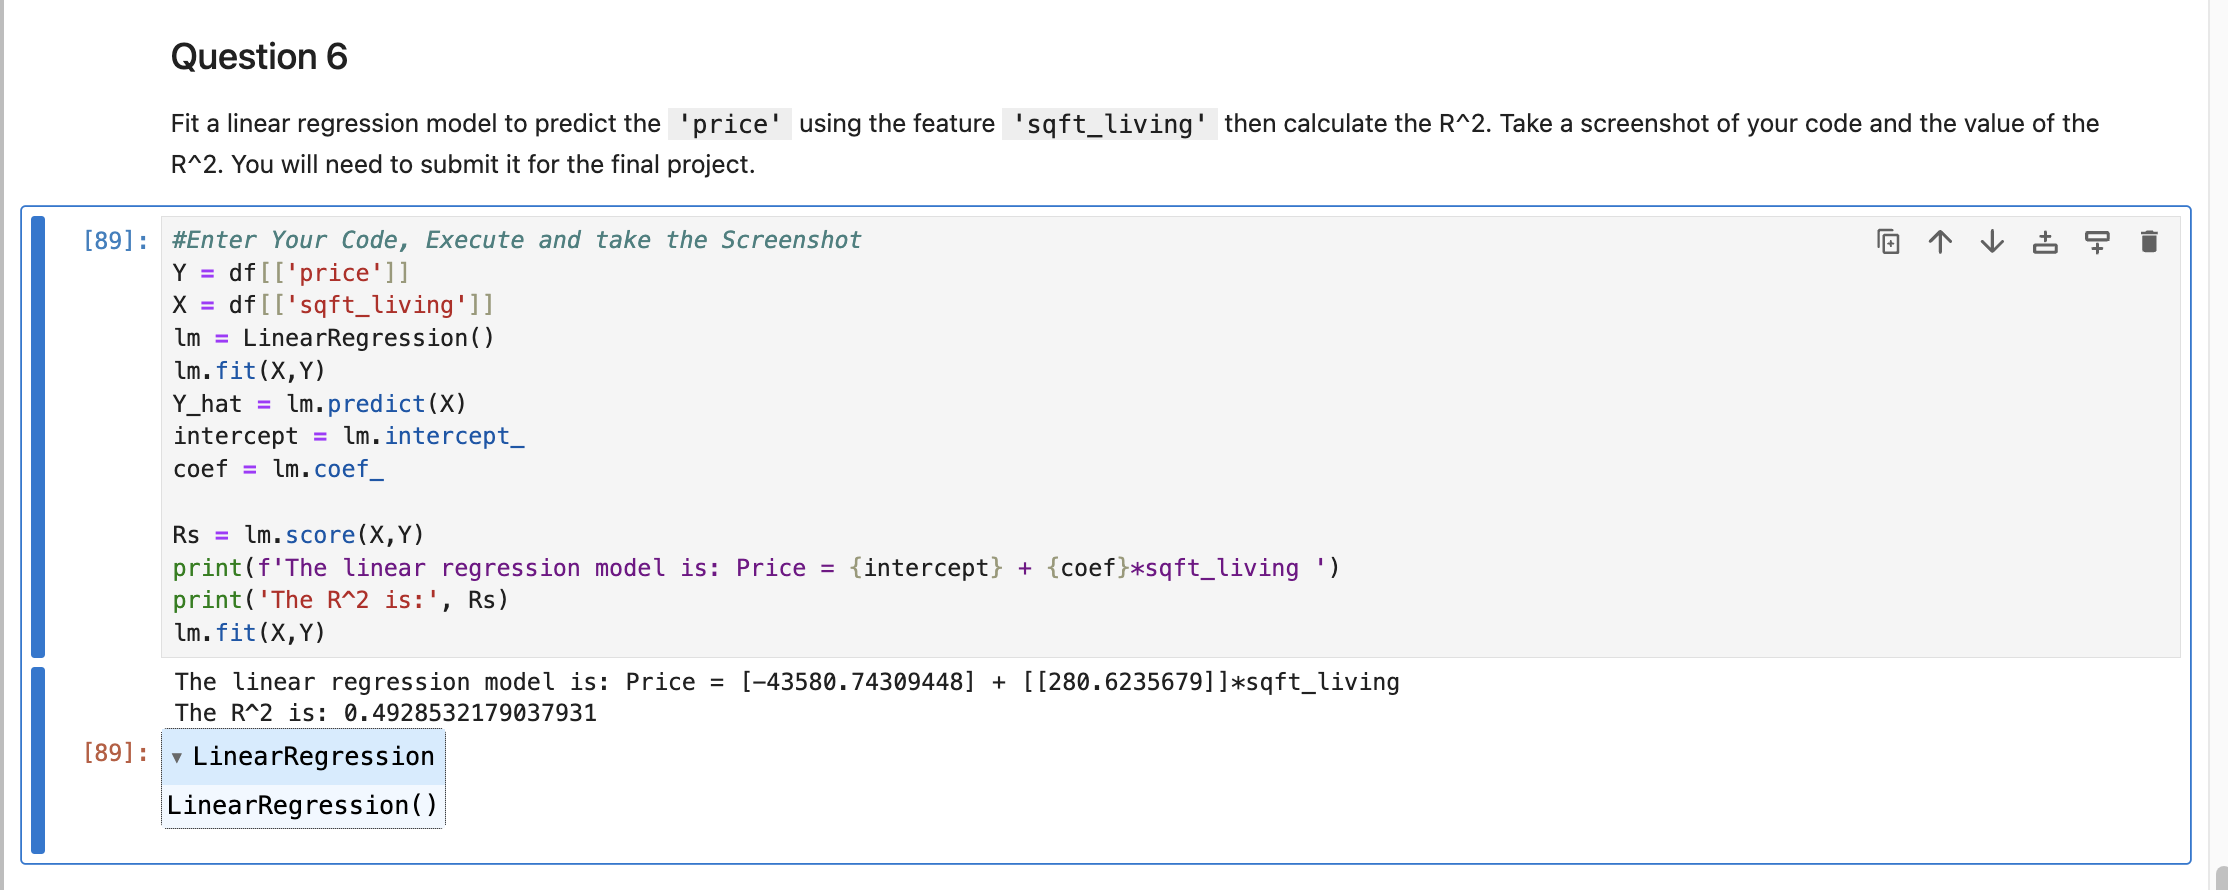 Question 6
Fit a linear regression model to predict the 'price' using the feature 'sqft_living' then calculate the R^2. Take a screenshot of your code and the value of the
R^2. You will need to submit it for the final project.
[89]: #Enter Your Code, Execute and take the Screenshot
Y = df[['price']]
X = df[['sqft_living']]
lm = LinearRegression()
lm.fit(X,Y)
Y_hat = lm.predict(X)
intercept = lm.intercept_
coef = lm.coef_

Rs = lm.score(X,Y)
print(f'The linear regression model is: Price = {intercept} + {coef}*sqft_living ')
print('The R^2 is:', Rs)
lm.fit(X,Y)
The linear regression model is: Price = [-43580.74309448] + [[280.6235679]]*sqft_living
The R^2 is: 0.4928532179037931
[89]: ▼ LinearRegression
LinearRegression()